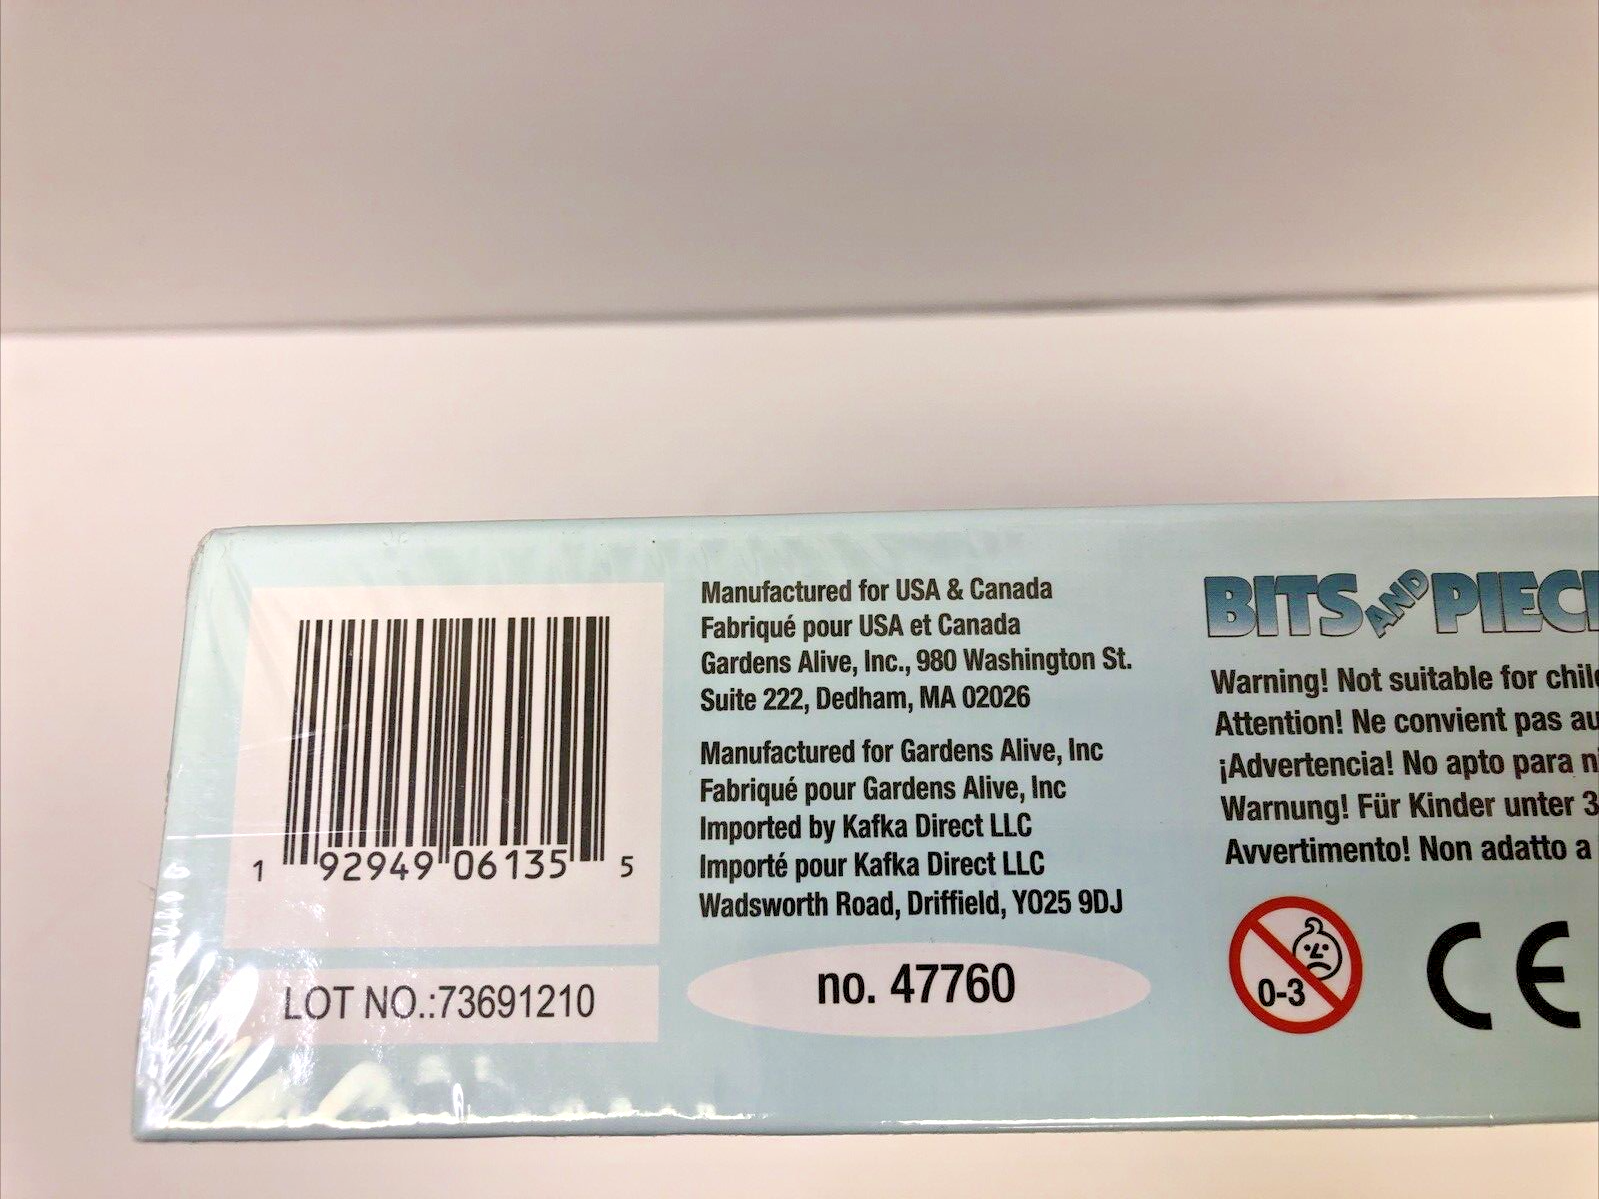 1 92949 06135 5
LOT NO.:73691210
Manufactured for USA & Canada
Fabriqué pour USA et Canada
Gardens Alive, Inc., 980 Washington St.
Suite 222, Dedham, MA 02026
Manufactured for Gardens Alive, Inc
Fabriqué pour Gardens Alive, Inc
Imported by Kafka Direct LLC
Importé pour Kafka Direct LLC
Wadsworth Road, Driffield, YO25 9DJ
no. 47760
BITS AND
Warning! Not suitable for
Attention! Ne convient pas
¡Advertencia! No apto para
Warnung! Für Kinder unter 3
Avvertimento! Non adatto a
0-3
CE